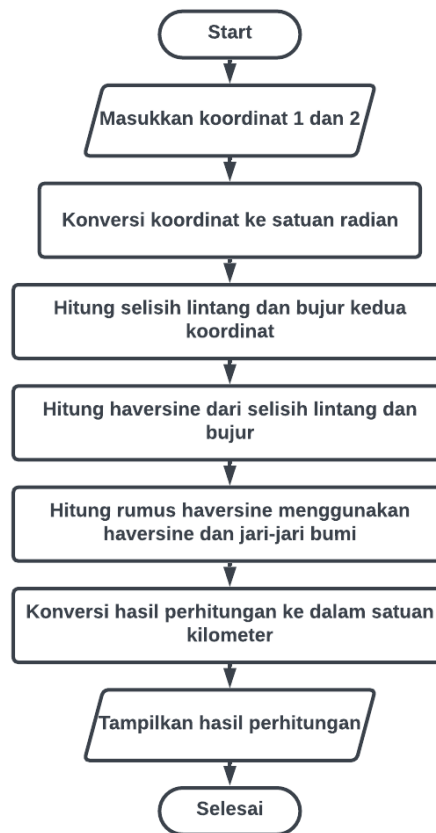 Start
Masukkan koordinat 1 dan 2
Konversi koordinat ke satuan radian
Hitung selisih lintang dan bujur kedua
koordinat
Hitung haversine dari selisih lintang dan
bujur
Hitung rumus haversine menggunakan
haversine dan jari-jari bumi
Konversi hasil perhitungan ke dalam satuan
kilometer
Tampilkan hasil perhitungan
Selesai